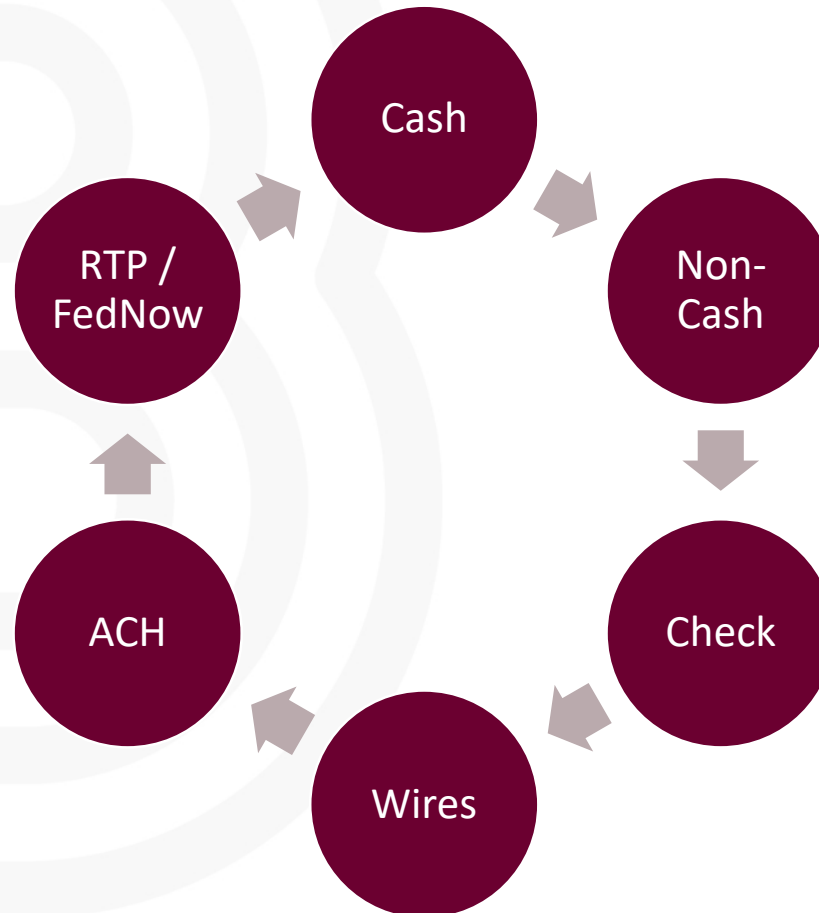 Cash
Non-
Cash
Check
Wires
ACH
RTP /
FedNow